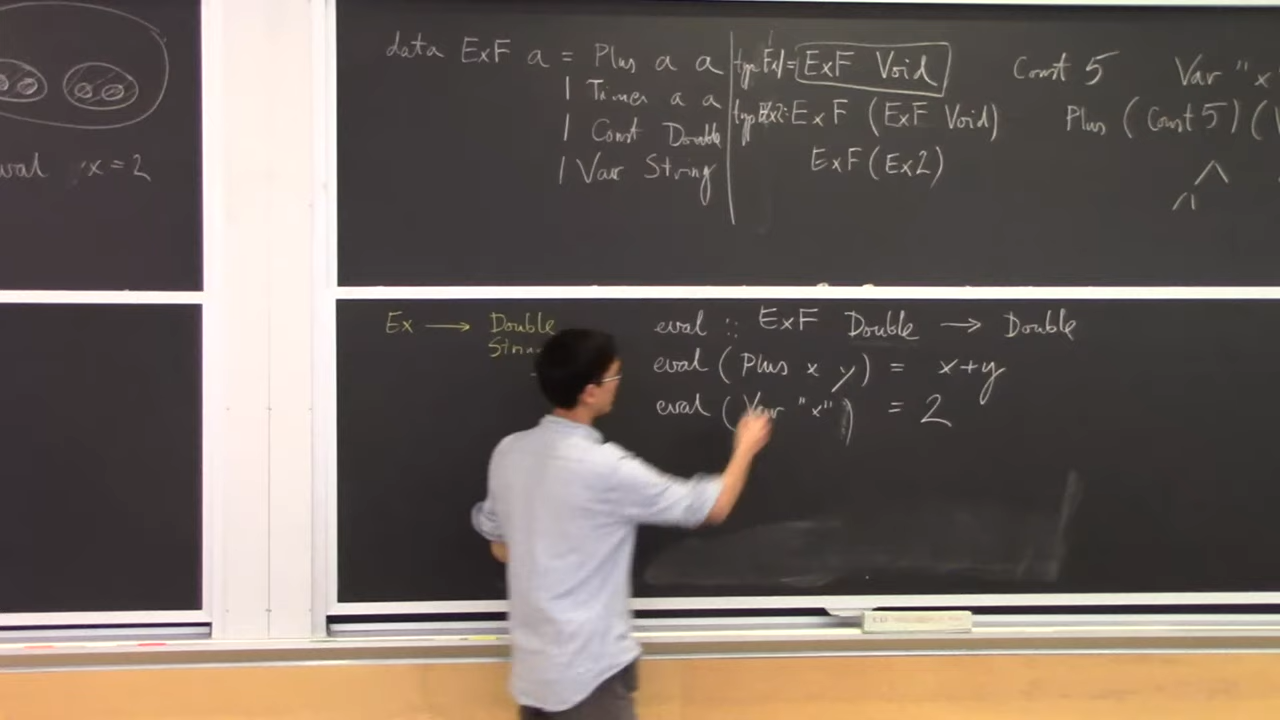 data ExF a = Plus a a
| Times a a
| Const Double
| Var String
type Ex1 = ExF Void
type Ex2 = ExF (ExF Void)
ExF (Ex2)
Const 5 Var "x"
Plus (Const 5) (
eval x = 2
Ex → Double
eval :: ExF Double → Double
eval (Plus x y) = x+y
eval (Var "x") = 2